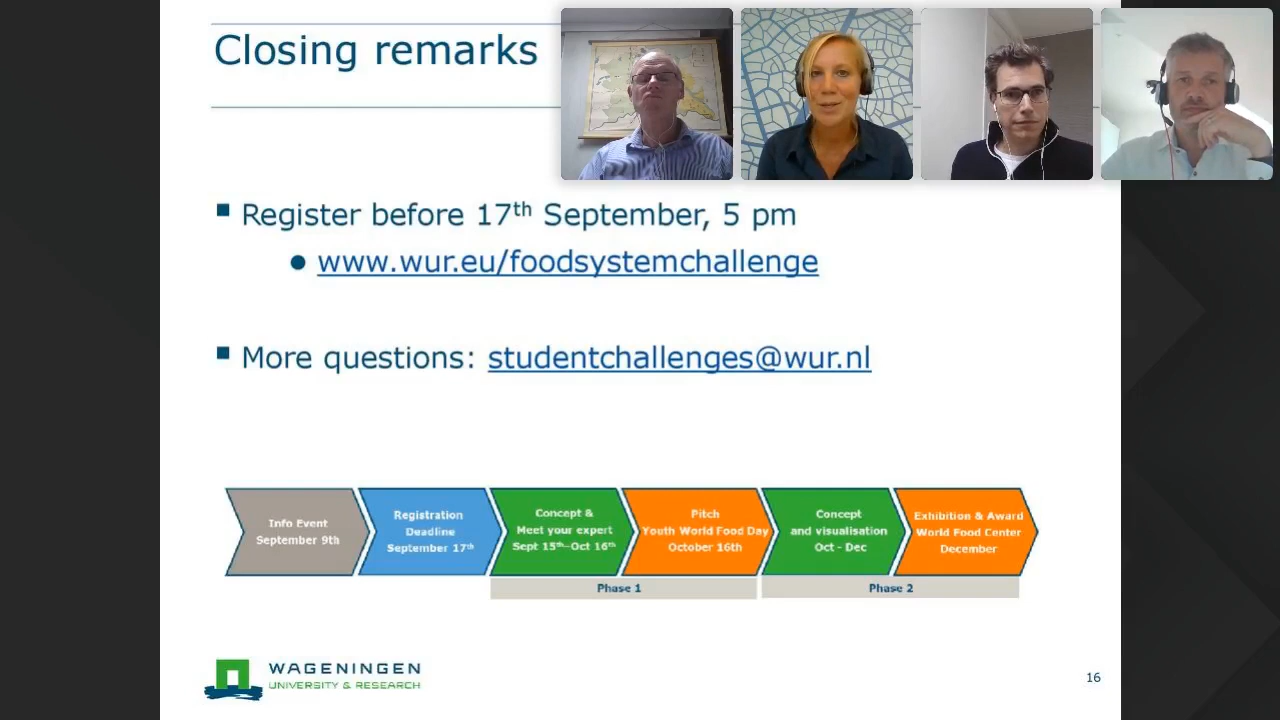 Closing remarks
Register before 17th September, 5 pm
www.wur.eu/foodsystemchallenge
More questions: studentchallenges@wur.nl
Info Event
September 9th
Registration
Deadline
September 17th
Concept &
Meet your expert
Sept 15th-Oct 16th
Pitch
Youth World Food Day
October 16th
Concept
and visualisation
Oct - Dec
Exhibition & Award
World Food Center
December
Phase 1
Phase 2
WAGENINGEN
UNIVERSITY & RESEARCH
16